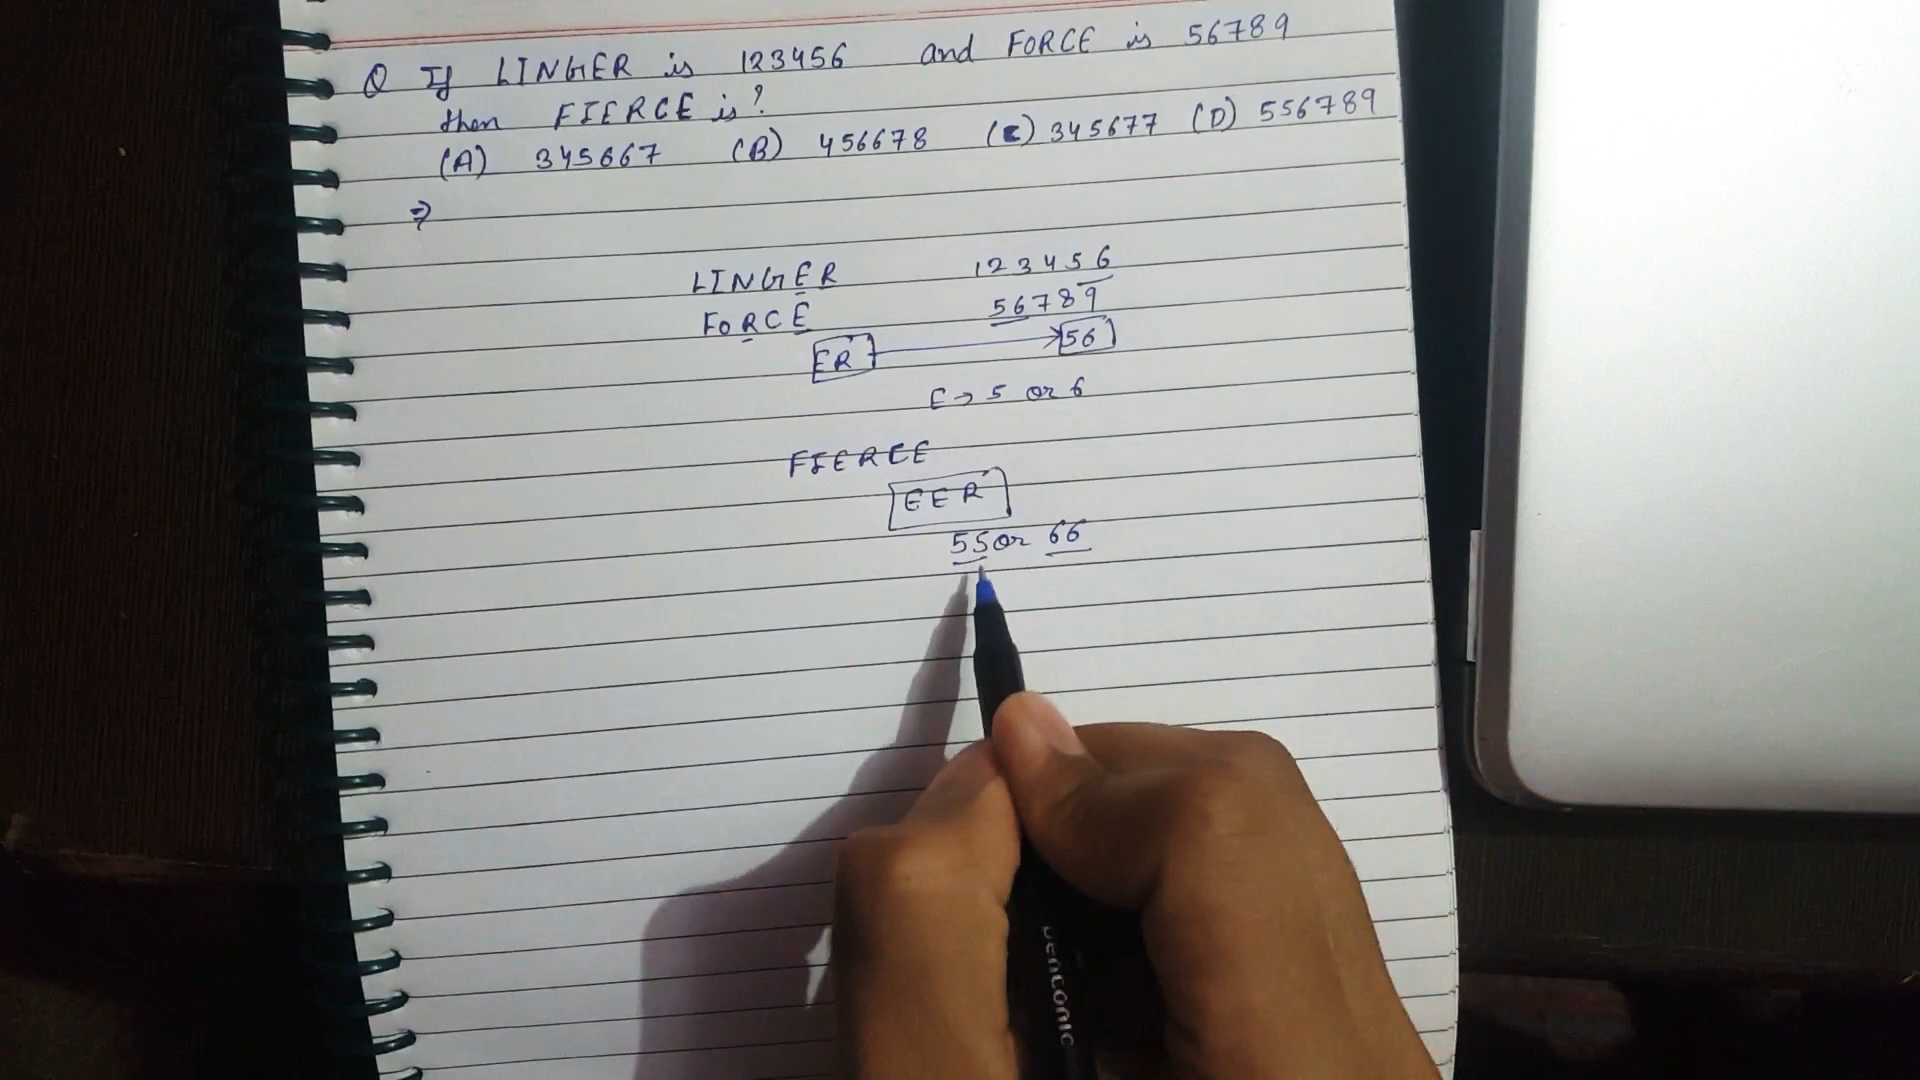 Q If LINGER is 123456 and FORCE is 56789
then FIERCE is?
(A) 345667 (B) 456678 (C) 345677 (D) 556789
⇒
LINGER 123456
FORCE 56789
ER → 56
E → 5 or 6
FIERCE
EER
55 or 66
pentonic